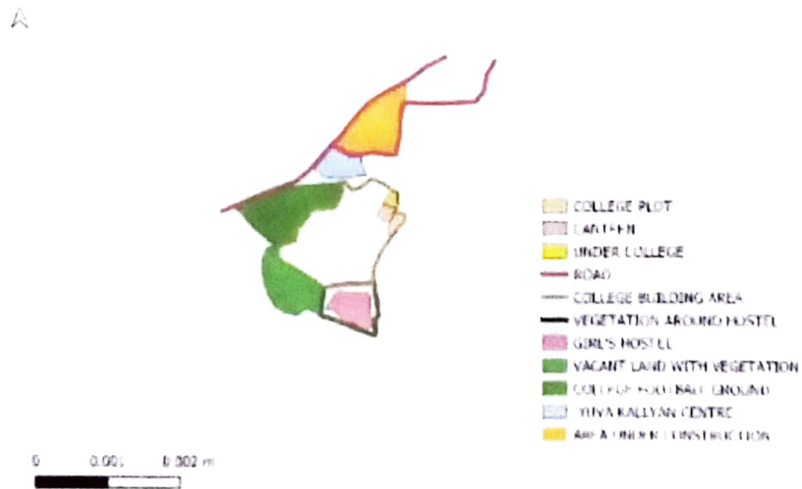 0 0.001 0.002 m
COLLEGE PLOT
CANTEEN
UNDER COLLEGE
ROAD
COLLEGE BUILDING AREA
VEGETATION AROUND HOSTEL
GIRL'S HOSTEL
VACANT LAND WITH VEGETATION
COLLEGE FOOTBALL GROUND
YUVA KALLYAN CENTRE
AREA UNDER CONSTRUCTION